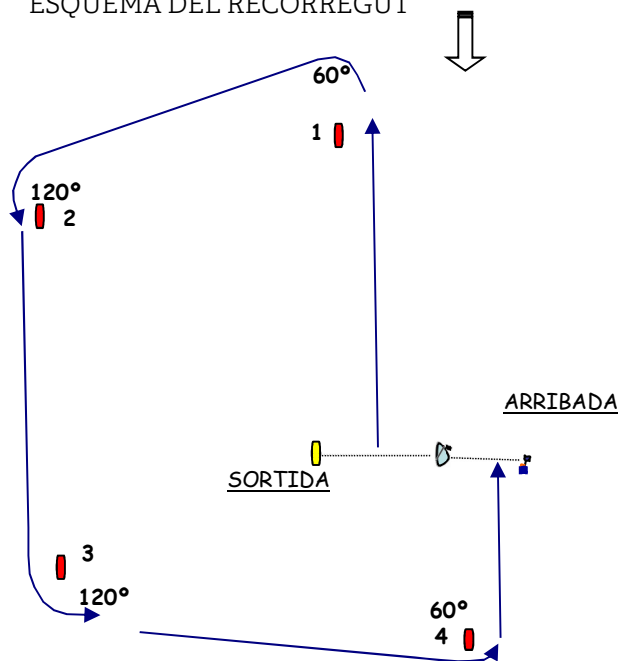 ESQUEMA DEL RECORREGUT
60º
1
120º
2
ARRIBADA
SORTIDA
3
120º
60º
4